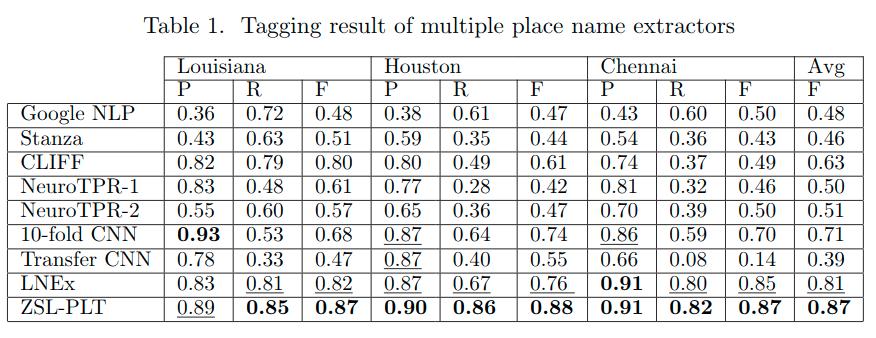 Table 1. Tagging result of multiple place name extractors
Louisiana Houston Chennai Avg
P R F P R F P R F F
Google NLP 0.36 0.72 0.48 0.38 0.61 0.47 0.43 0.60 0.50 0.48
Stanza 0.43 0.63 0.51 0.59 0.35 0.44 0.54 0.36 0.43 0.46
CLIFF 0.82 0.79 0.80 0.80 0.49 0.61 0.74 0.37 0.49 0.63
NeuroTPR-1 0.83 0.48 0.61 0.77 0.28 0.42 0.81 0.32 0.46 0.50
NeuroTPR-2 0.55 0.60 0.57 0.65 0.36 0.47 0.70 0.39 0.50 0.51
10-fold CNN 0.93 0.53 0.68 0.87 0.64 0.74 0.86 0.59 0.70 0.71
Transfer CNN 0.78 0.33 0.47 0.87 0.40 0.55 0.66 0.08 0.14 0.39
LNEx 0.83 0.81 0.82 0.87 0.67 0.76 0.91 0.80 0.85 0.81
ZSL-PLT 0.89 0.85 0.87 0.90 0.86 0.88 0.91 0.82 0.87 0.87